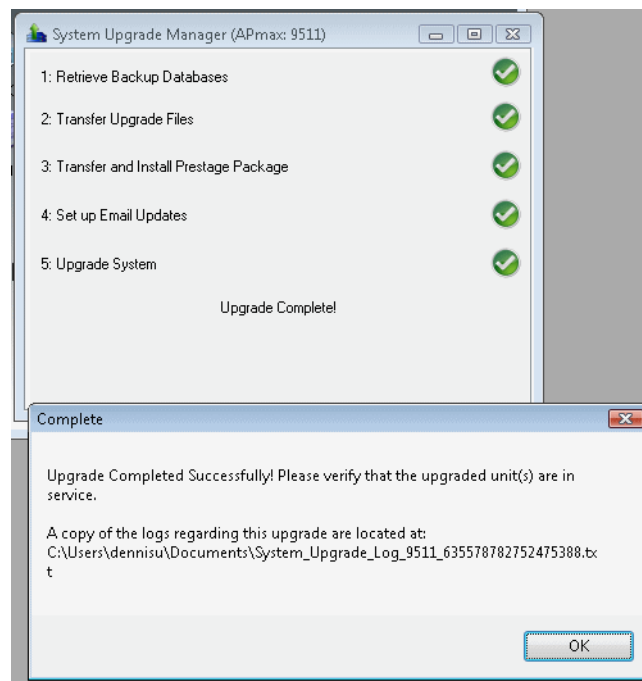 System Upgrade Manager (APmax: 9511)
1: Retrieve Backup Databases
2: Transfer Upgrade Files
3: Transfer and Install Prestage Package
4: Set up Email Updates
5: Upgrade System
Upgrade Complete!
Complete
Upgrade Completed Successfully! Please verify that the upgraded unit(s) are in
service.
A copy of the logs regarding this upgrade are located at:
C:\Users\dennisu\Documents\System_Upgrade_Log_9511_635578782752475388.tx
t
OK